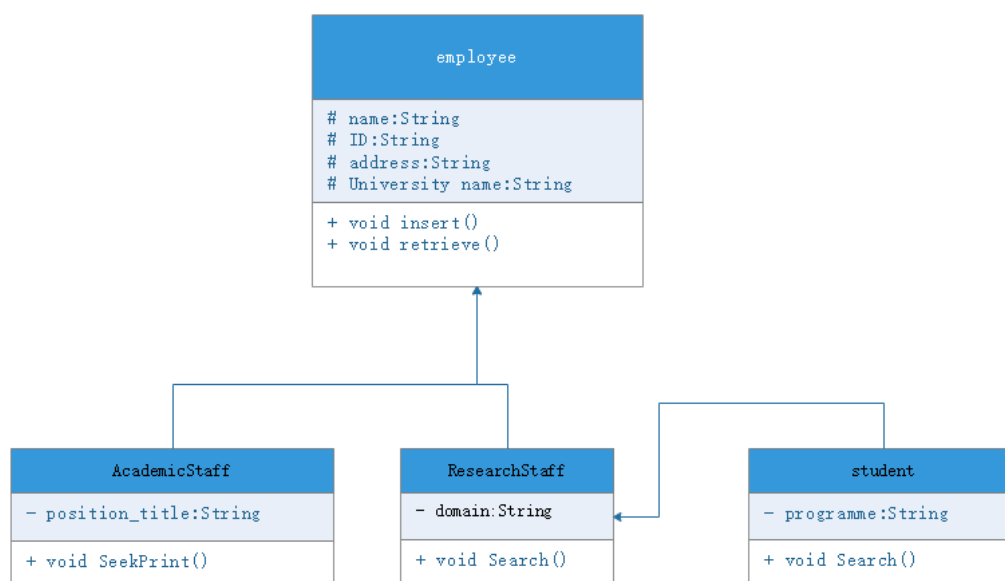 employee
# name:String
# ID:String
# address:String
# University name:String
+ void insert()
+ void retrieve()
AcademicStaff
- position_title:String
+ void SeekPrint()
ResearchStaff
- domain:String
+ void Search()
student
- programme:String
+ void Search()